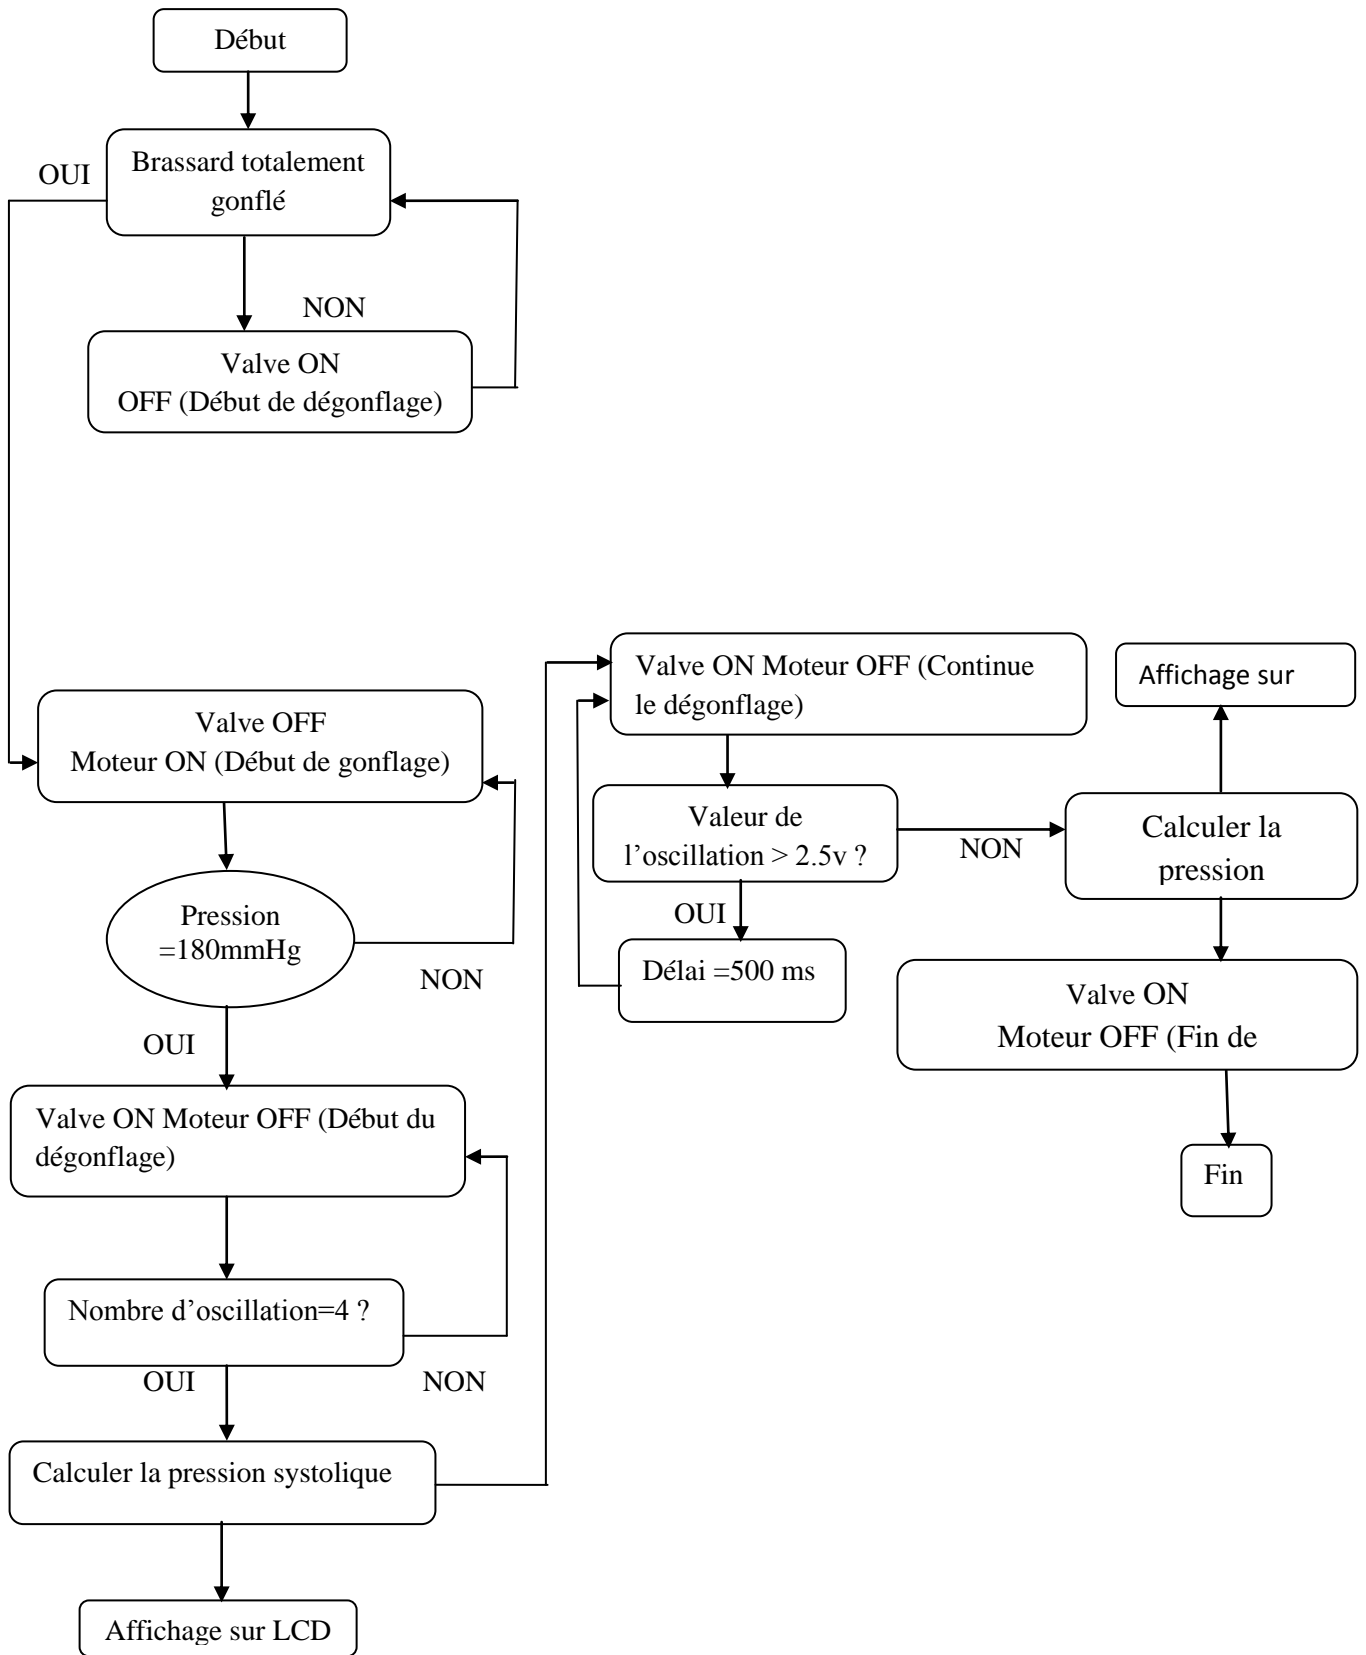 Début
OUI
Brassard totalement
gonflé
NON
Valve ON
OFF (Début de dégonflage)
Valve OFF
Moteur ON (Début de gonflage)
Pression
=180mmHg
NON
OUI
Valve ON Moteur OFF (Début du
dégonflage)
Nombre d’oscillation=4 ?
OUI
NON
Calculer la pression systolique
Affichage sur LCD
Valve ON Moteur OFF (Continue
le dégonflage)
Valeur de
l’oscillation > 2.5v ?
NON
OUI
Délai =500 ms
Affichage sur
Calculer la
pression
Valve ON
Moteur OFF (Fin de
Fin